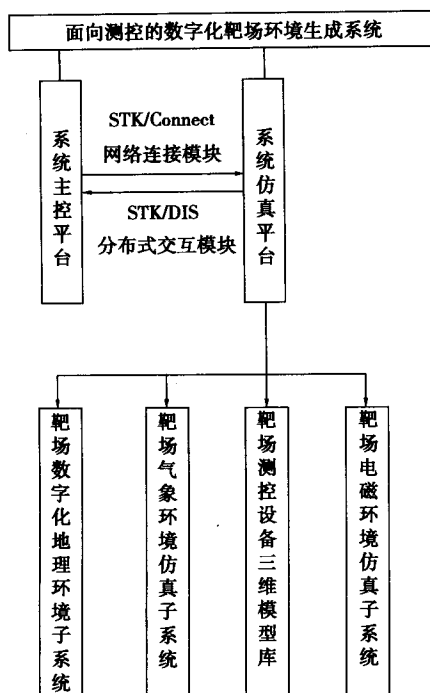 面向测控的数字化靶场环境生成系统
系统主控平台
STK/Connect
网络连接模块
STK/DIS
分布式交互模块
系统仿真平台
靶场数字化地理环境子系统
靶场气象环境仿真子系统
靶场测控设备三维模型库
靶场电磁环境仿真子系统